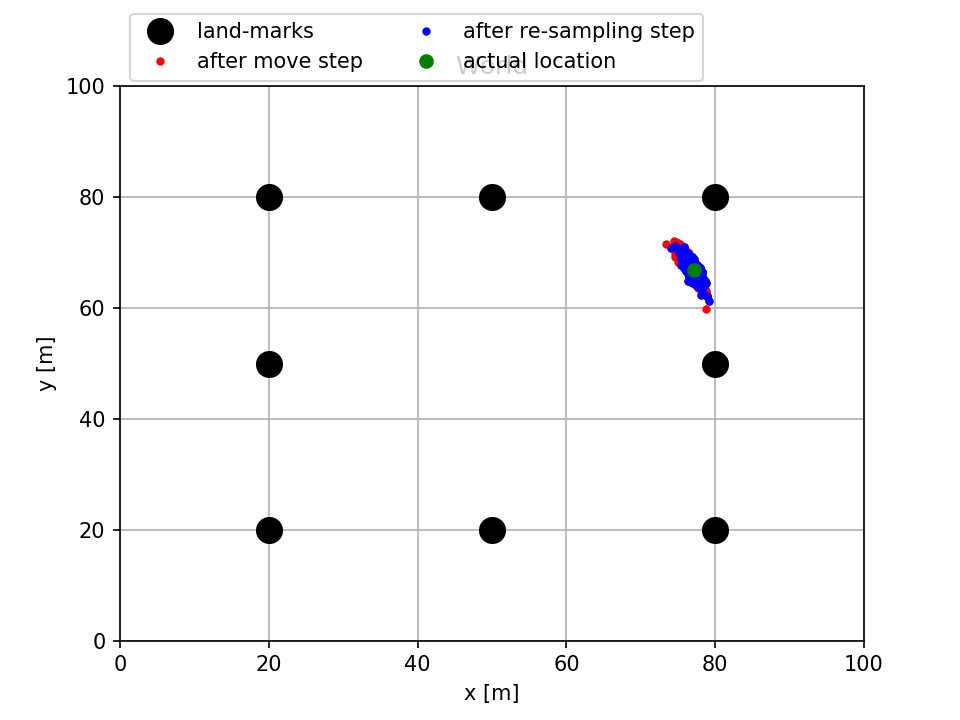 land-marks
after move step
after re-sampling step
actual location
World
100
80
60
40
20
0
y [m]
0 20 40 60 80 100
x [m]